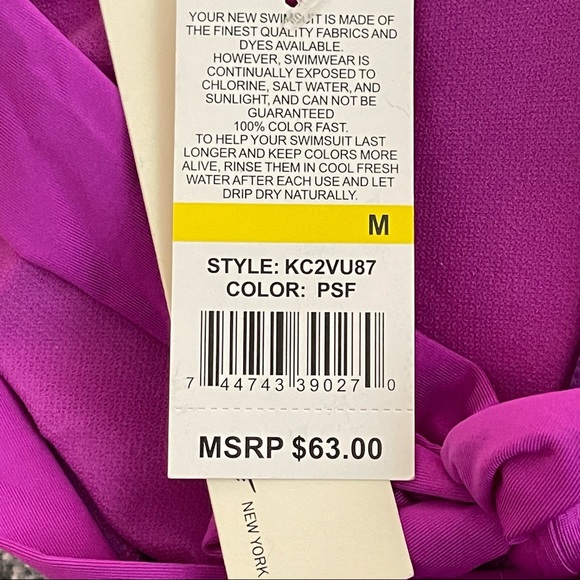 YOUR NEW SWIMSUIT IS MADE OF
THE FINEST QUALITY FABRICS AND
DYES AVAILABLE.
HOWEVER, SWIMWEAR IS
CONTINUALLY EXPOSED TO
CHLORINE, SALT WATER, AND
SUNLIGHT, AND CAN NOT BE
GUARANTEED
100% COLOR FAST.
TO HELP YOUR SWIMSUIT LAST
LONGER AND KEEP COLORS MORE
ALIVE, RINSE THEM IN COOL FRESH
WATER AFTER EACH USE AND LET
DRIP DRY NATURALLY.
M
STYLE: KC2VU87
COLOR: PSF
7 44743 39027 0
MSRP $63.00
NEW YORK